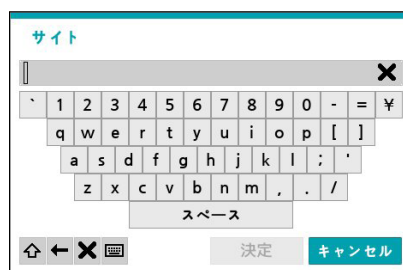 サイト
` 1 2 3 4 5 6 7 8 9 0 - = ¥
q w e r t y u i o p [ ]
a s d f g h j k l ; '
z x c v b n m , . /
スペース
決定 キャンセル